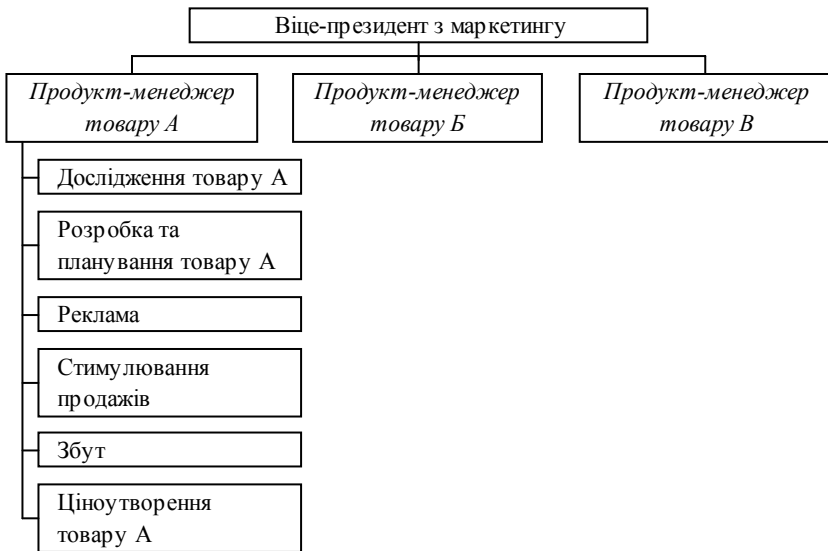 Віце-президент з маркетингу
Продукт-менеджер
товару А
Продукт-менеджер
товару Б
Продукт-менеджер
товару В
Дослідження товару А
Розробка та
планування товару А
Реклама
Стимулювання
продажів
Збут
Ціноутворення
товару А